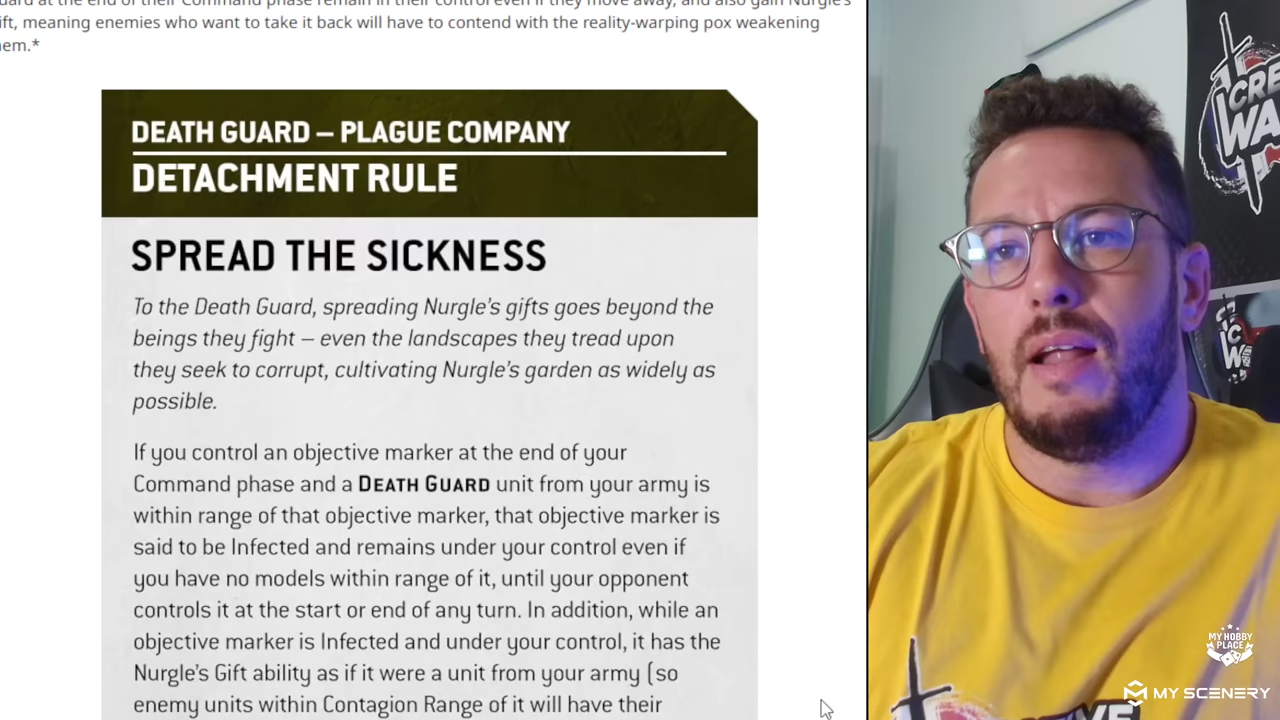 uard at the end of their Command phase remain in their control even if they move away, and also gain Nurgle's
ift, meaning enemies who want to take it back will have to contend with the reality-warping pox weakening
em.*
DEATH GUARD – PLAGUE COMPANY
DETACHMENT RULE
SPREAD THE SICKNESS
To the Death Guard, spreading Nurgle's gifts goes beyond the
beings they fight – even the landscapes they tread upon
they seek to corrupt, cultivating Nurgle's garden as widely as
possible.
If you control an objective marker at the end of your
Command phase and a DEATH GUARD unit from your army is
within range of that objective marker, that objective marker is
said to be Infected and remains under your control even if
you have no models within range of it, until your opponent
controls it at the start or end of any turn. In addition, while an
objective marker is Infected and under your control, it has the
Nurgle's Gift ability as if it were a unit from your army (so
enemy units within Contagion Range of it will have their
CRE
WA
MY HOBBY
PLACE
MY SCENERY